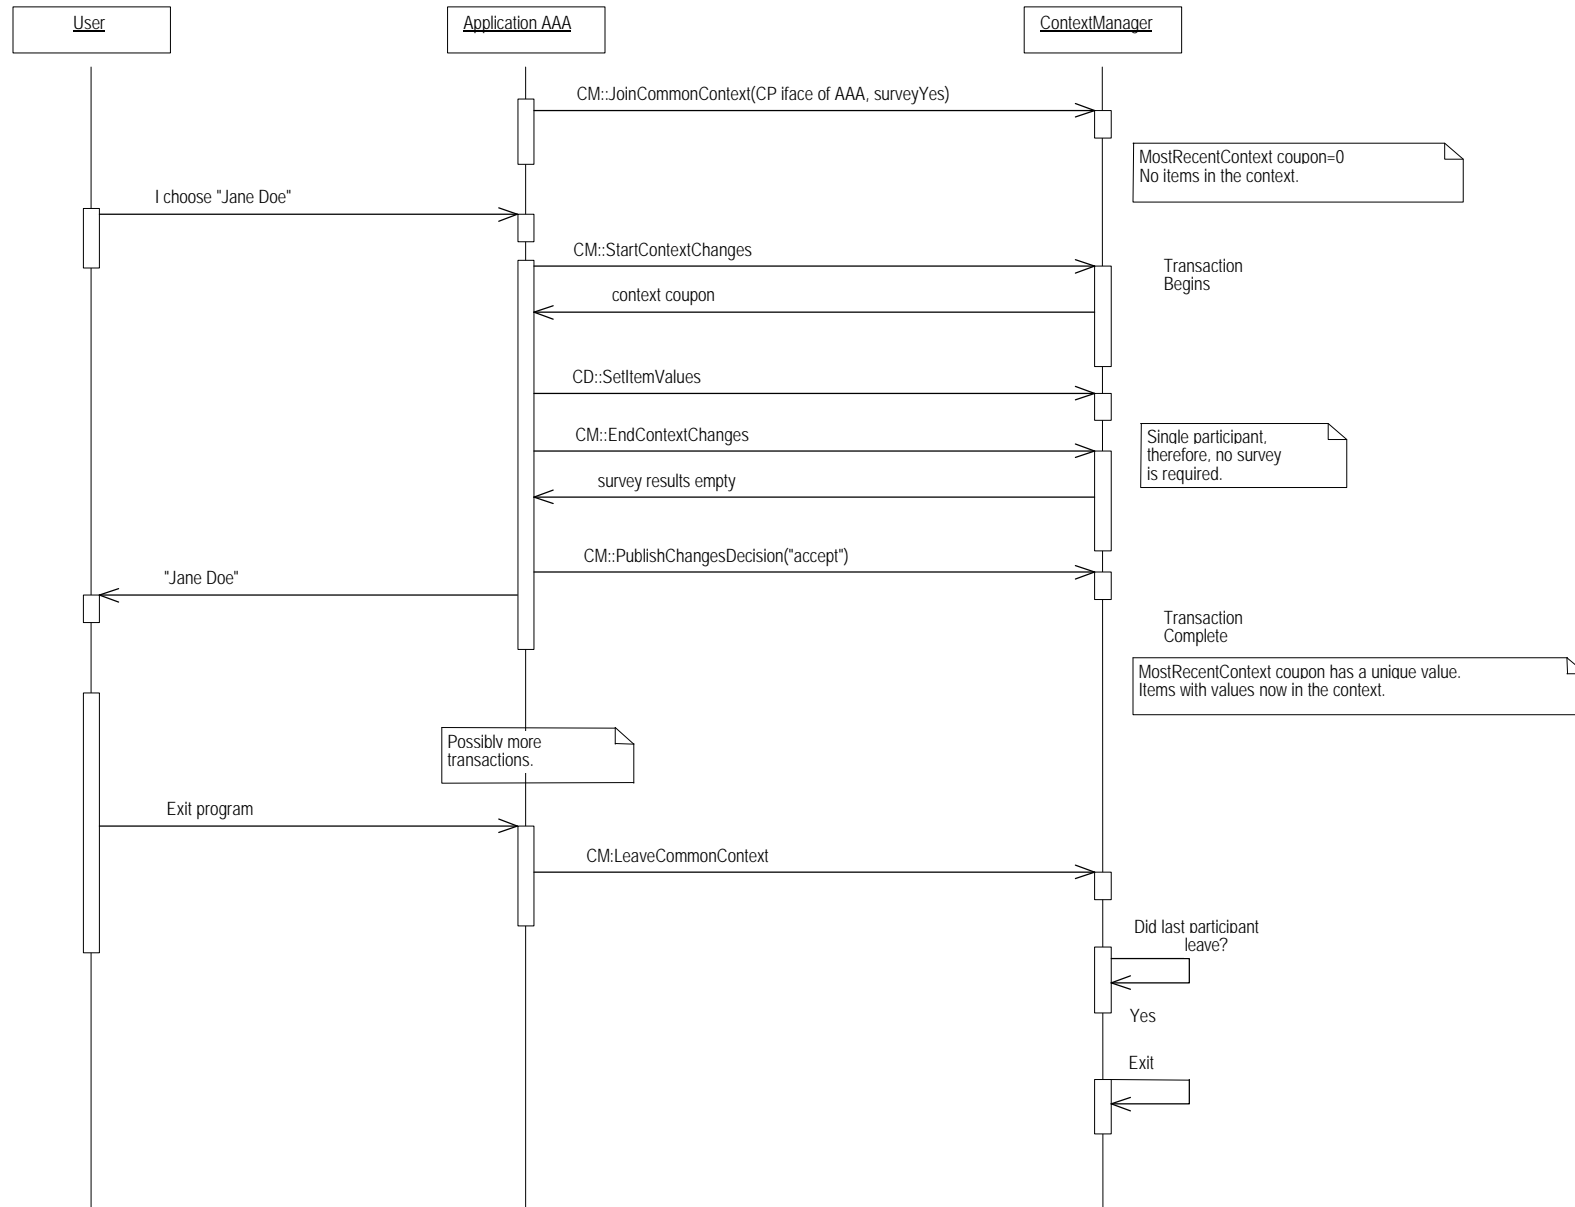 User
Application AAA
ContextManager
CM::JoinCommonContext(CP iface of AAA, surveyYes)
MostRecentContext coupon=0
No items in the context.
I choose "Jane Doe"
CM::StartContextChanges
Transaction
Begins
context coupon
CD::SetItemValues
CM::EndContextChanges
Single participant,
therefore, no survey
is required.
survey results empty
CM::PublishChangesDecision("accept")
"Jane Doe"
Transaction
Complete
MostRecentContext coupon has a unique value.
Items with values now in the context.
Possibly more
transactions.
Exit program
CM:LeaveCommonContext
Did last participant
leave?
Yes
Exit